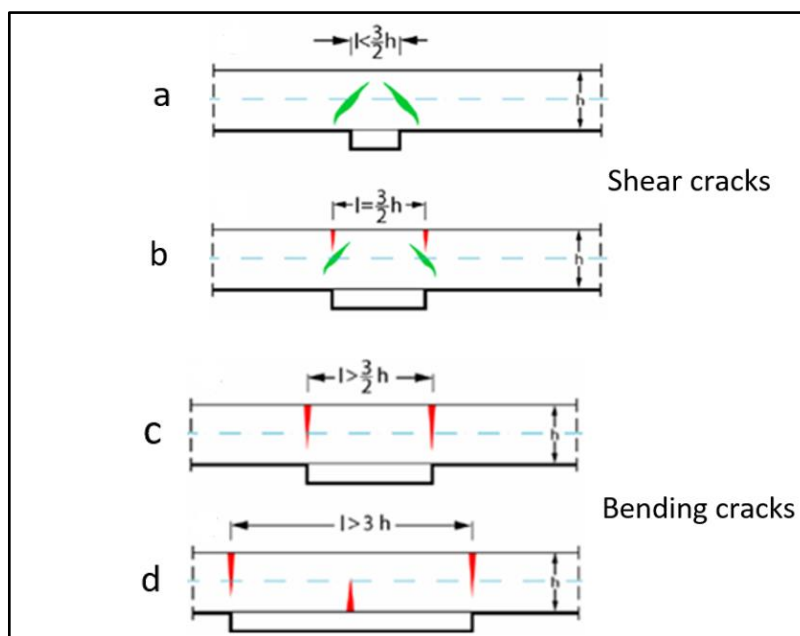 l<3/2h
a
h
Shear cracks
l=3/2h
b
h
l>3/2h
c
h
Bending cracks
l>3h
d
h